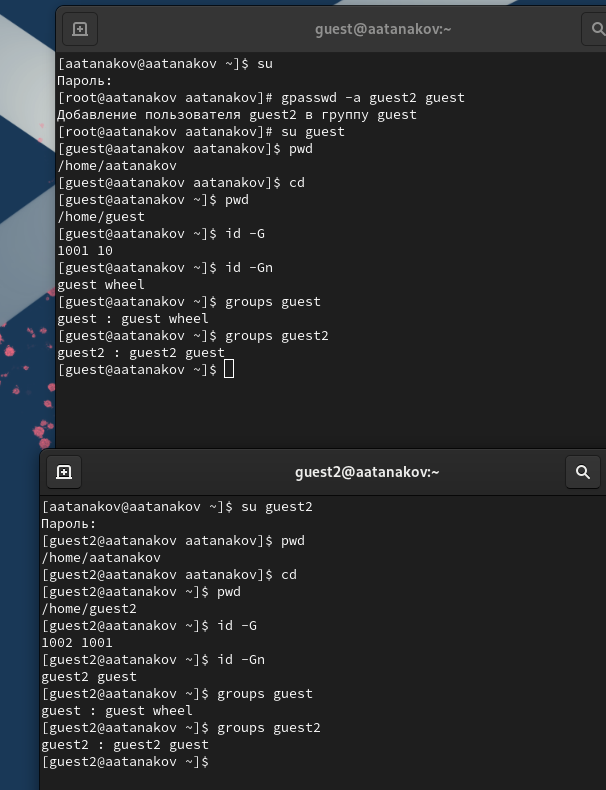 guest@aatanakov:~
[aatanakov@aatanakov ~]$ su
Пароль:
[root@aatanakov aatanakov]# gpasswd -a guest2 guest
Добавление пользователя guest2 в группу guest
[root@aatanakov aatanakov]# su guest
[guest@aatanakov aatanakov]$ pwd
/home/aatanakov
[guest@aatanakov aatanakov]$ cd
[guest@aatanakov ~]$ pwd
/home/guest
[guest@aatanakov ~]$ id -G
1001 10
[guest@aatanakov ~]$ id -Gn
guest wheel
[guest@aatanakov ~]$ groups guest
guest : guest wheel
[guest@aatanakov ~]$ groups guest2
guest2 : guest2 guest
[guest@aatanakov ~]$
guest2@aatanakov:~
[aatanakov@aatanakov ~]$ su guest2
Пароль:
[guest2@aatanakov aatanakov]$ pwd
/home/aatanakov
[guest2@aatanakov aatanakov]$ cd
[guest2@aatanakov ~]$ pwd
/home/guest2
[guest2@aatanakov ~]$ id -G
1002 1001
[guest2@aatanakov ~]$ id -Gn
guest2 guest
[guest2@aatanakov ~]$ groups guest
guest : guest wheel
[guest2@aatanakov ~]$ groups guest2
guest2 : guest2 guest
[guest2@aatanakov ~]$